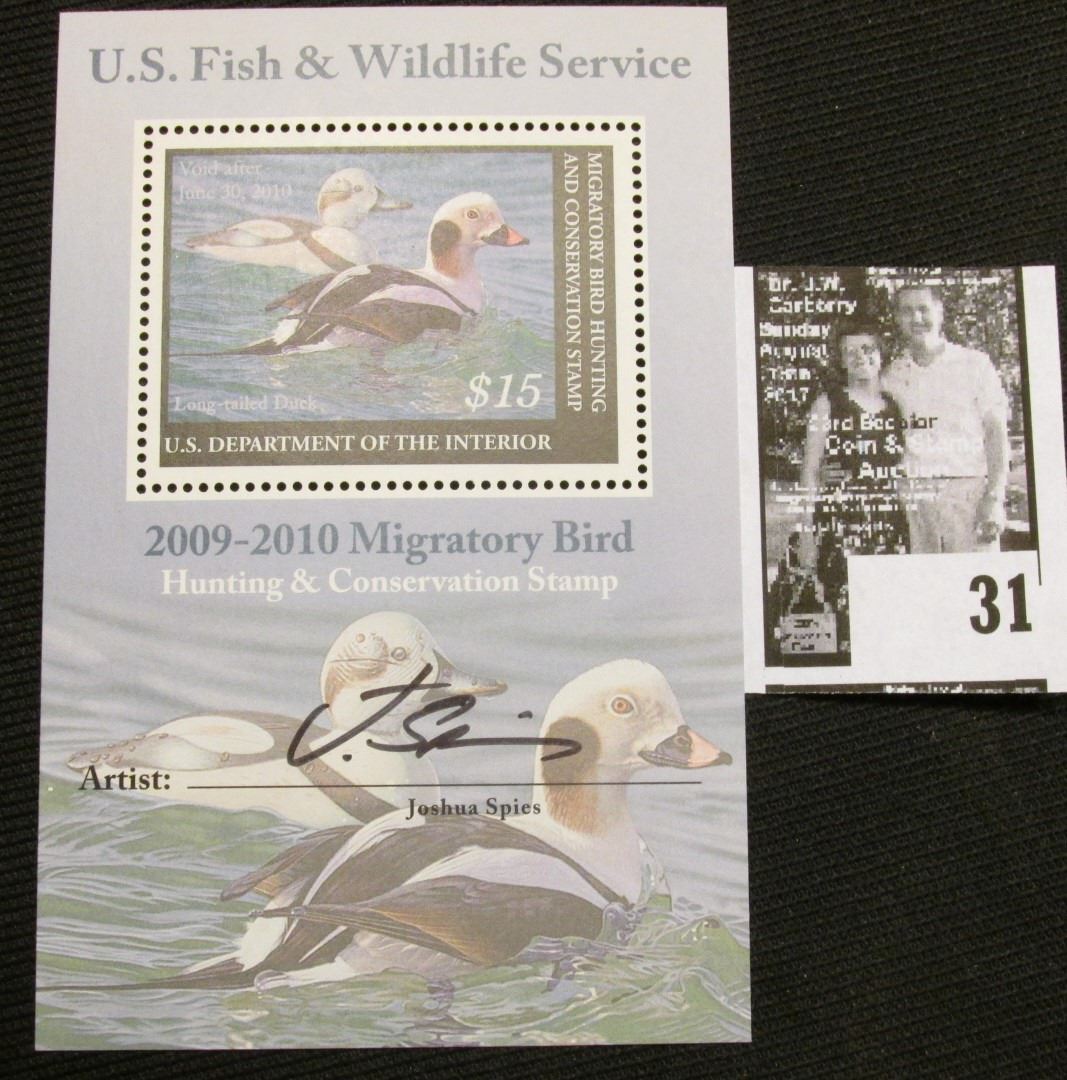 U.S. Fish & Wildlife Service
Void after
June 30, 2010
MIGRATORY BIRD HUNTING
AND CONSERVATION STAMP
$15
Long-tailed Duck
U.S. DEPARTMENT OF THE INTERIOR
2009-2010 Migratory Bird
Hunting & Conservation Stamp
J. Spies
Artist:
Joshua Spies
Dr. J.W.
Sunday
Coin & Stamp
Auction
31